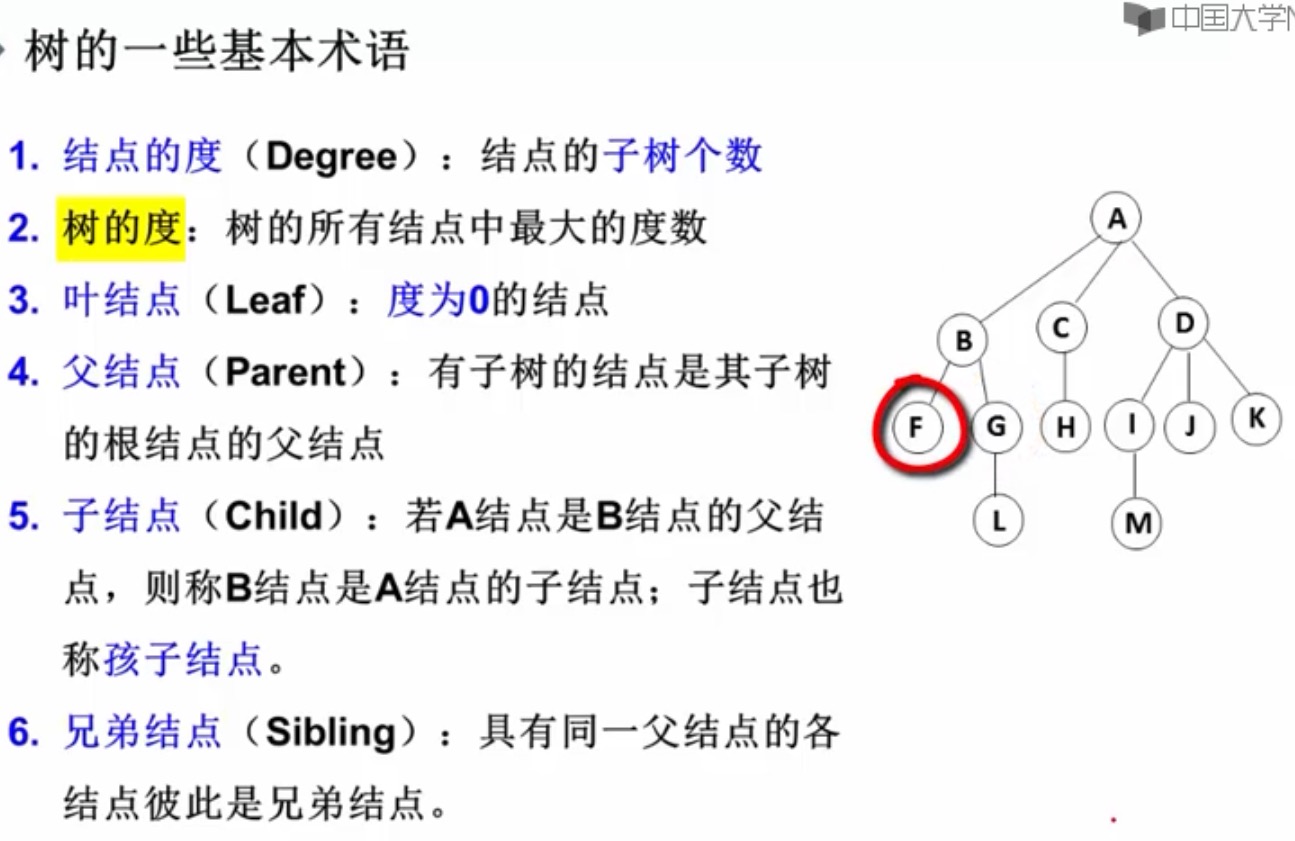 中国大学
树的一些基本术语
1. 结点的度（Degree）：结点的子树个数
2. 树的度：树的所有结点中最大的度数
3. 叶结点（Leaf）：度为0的结点
4. 父结点（Parent）：有子树的结点是其子树
的根结点的父结点
5. 子结点（Child）：若A结点是B结点的父结
点，则称B结点是A结点的子结点；子结点也
称孩子结点。
6. 兄弟结点（Sibling）：具有同一父结点的各
结点彼此是兄弟结点。
A
B C D
F G H I J K
L M